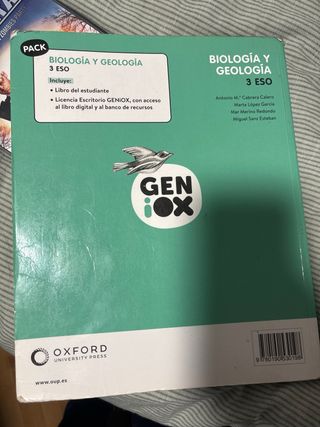 PACK
BIOLOGÍA Y GEOLOGÍA
3 ESO
Incluye:
• Libro del estudiante
• Licencia Escritorio GENiOX, con acceso
al libro digital y al banco de recursos
BIOLOGÍA Y
GEOLOGÍA
3 ESO
Antonio M.ª Cabrera Calero
Marta López García
Mar Merino Redondo
Miguel Sanz Esteban
GEN
iOX
OXFORD
UNIVERSITY PRESS
www.oup.es